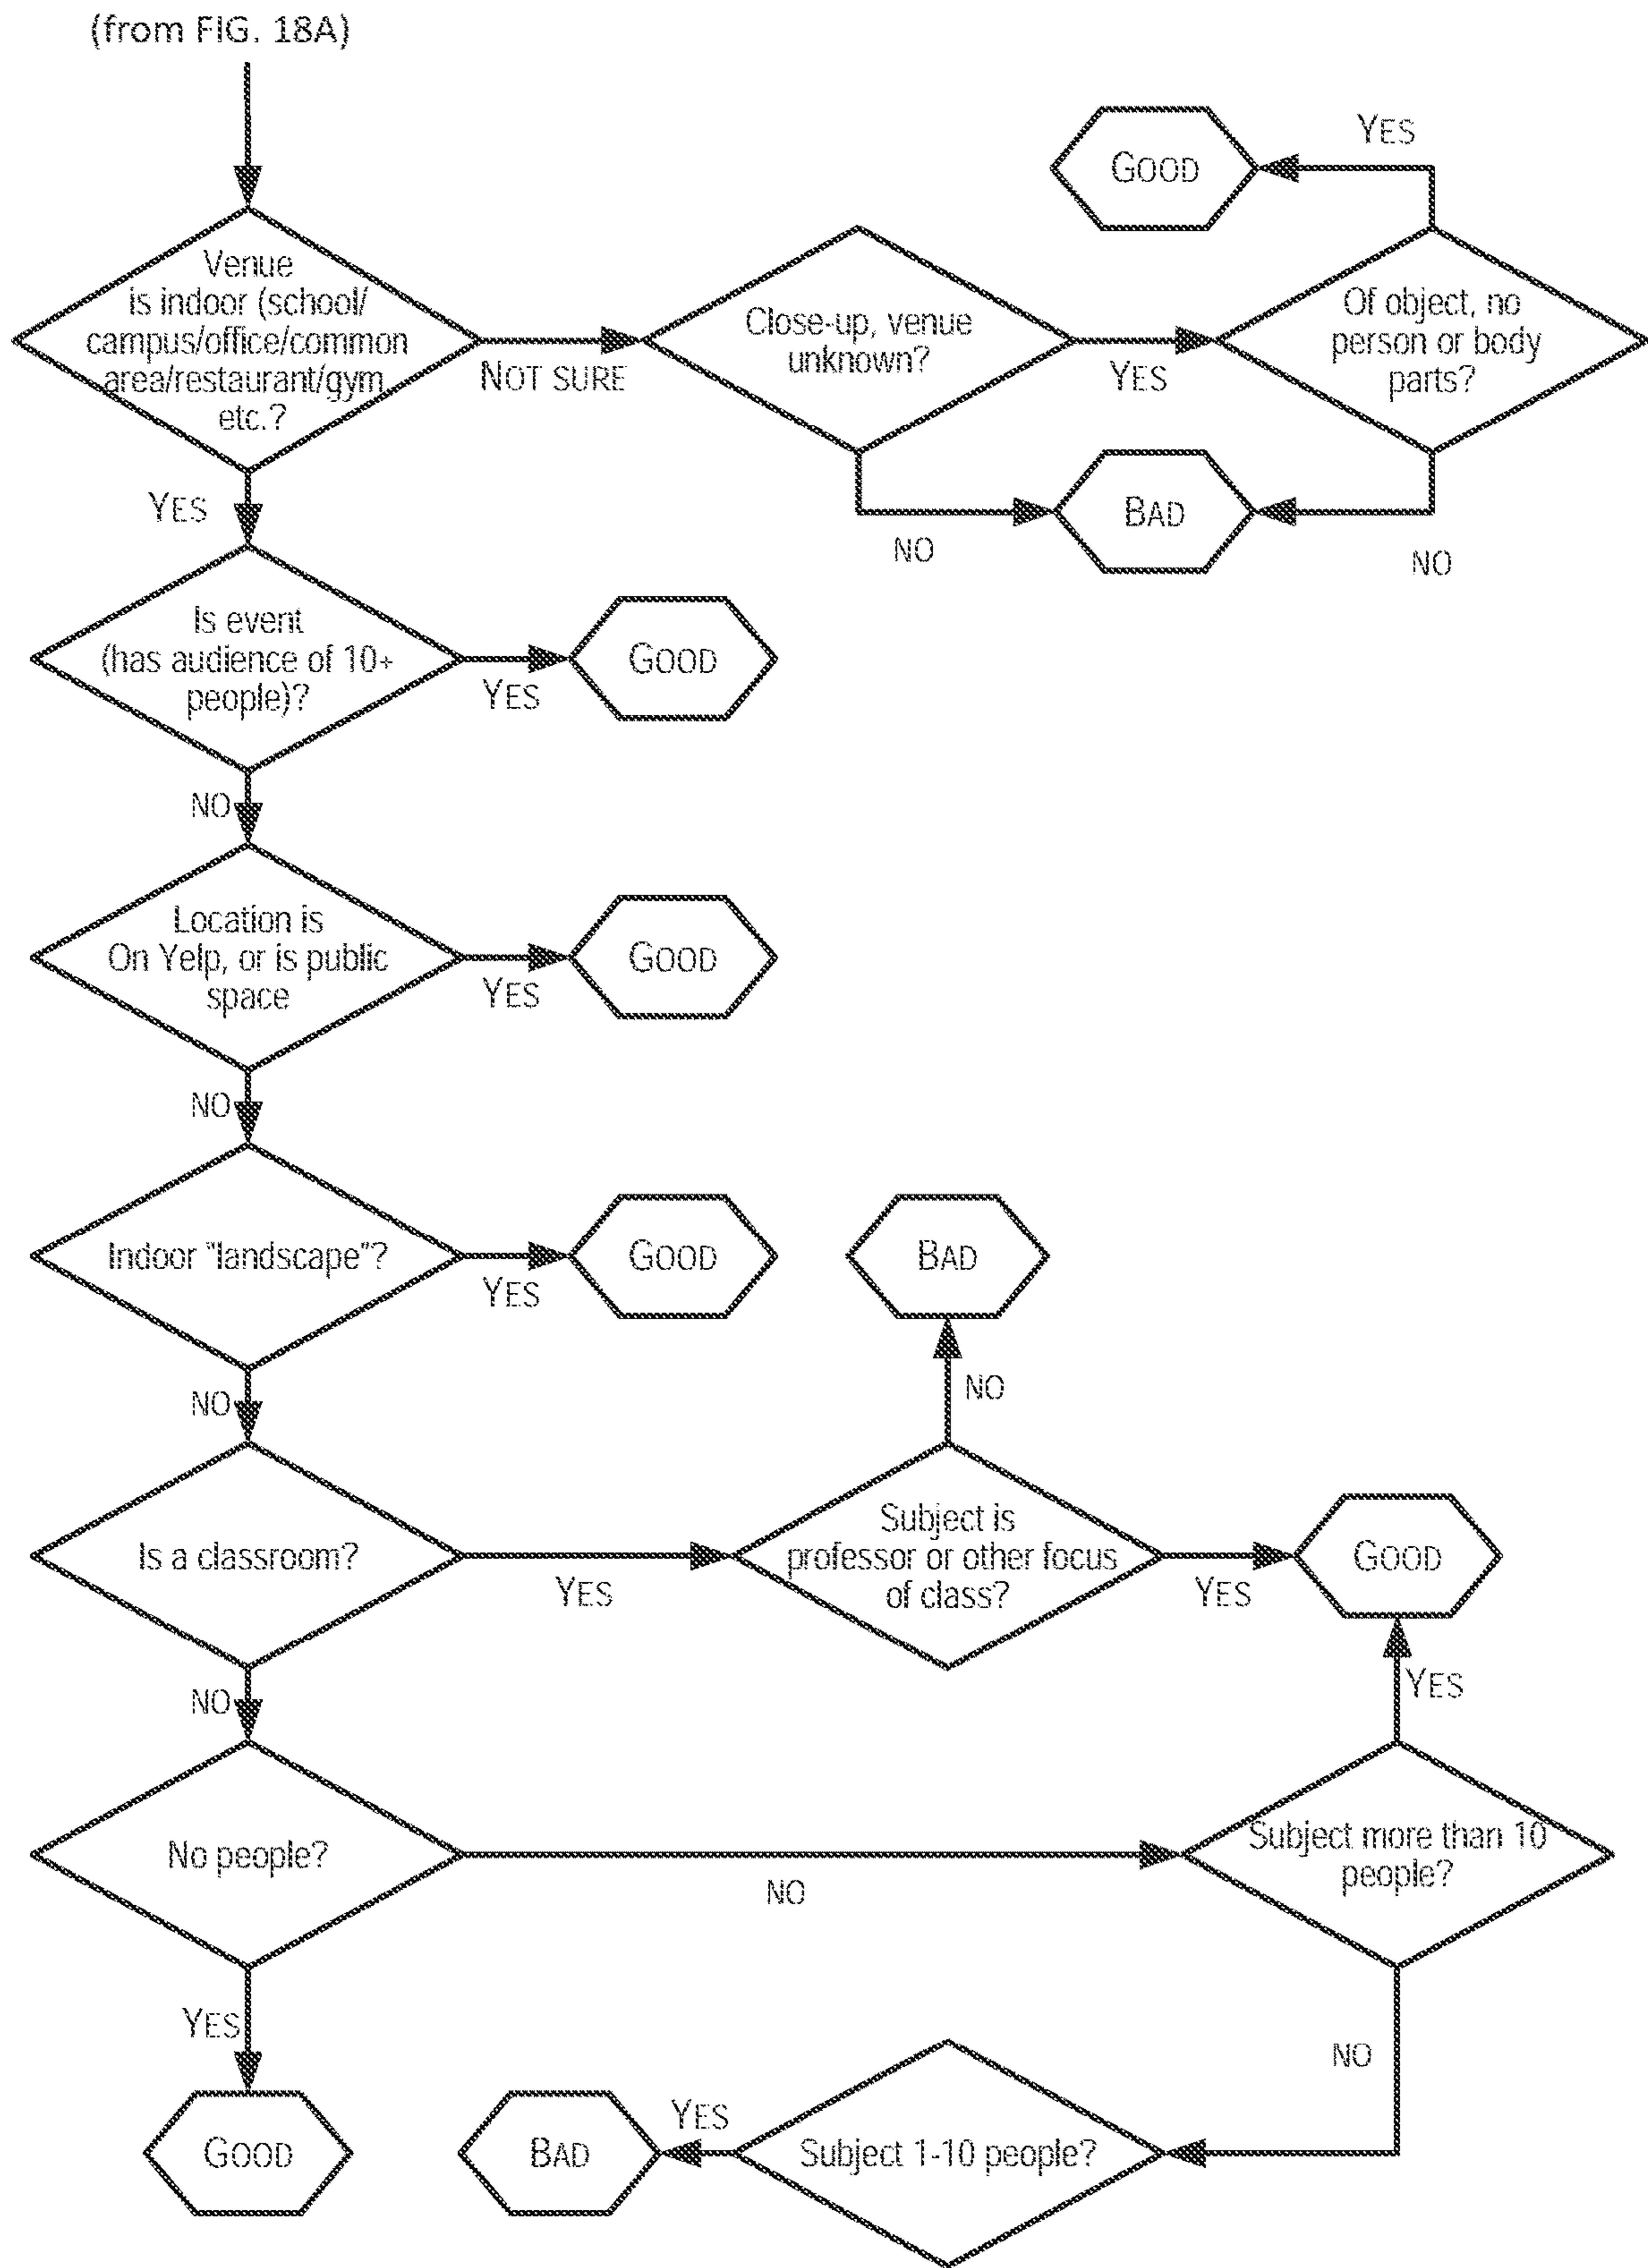 (from FIG. 18A)
Venue
is indoor (school/
campus/office/common
area/restaurant/gym
etc.?
NOT SURE
Close-up, venue
unknown?
YES
Of object, no
person or body
parts?
YES
GOOD
NO
BAD
NO
YES
Is event
(has audience of 10+
people)?
YES
GOOD
NO
Location is
On Yelp, or is public
space
YES
GOOD
NO
Indoor "landscape"?
YES
GOOD
NO
Is a classroom?
YES
Subject is
professor or other focus
of class?
NO
BAD
YES
GOOD
NO
No people?
NO
Subject more than 10
people?
YES
NO
YES
GOOD
Subject 1-10 people?
YES
BAD